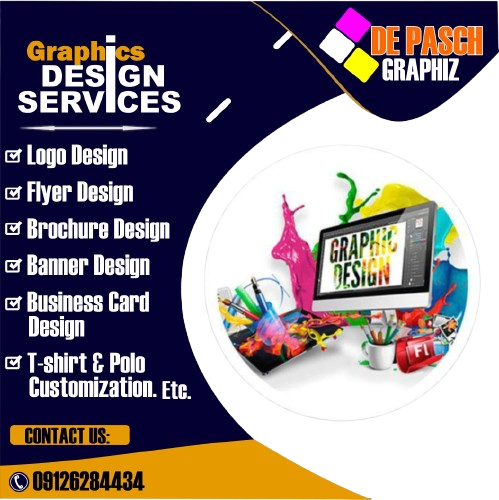 DE PASCH
GRAPHIZ
Graphics
DESIGN
SERVICES
Logo Design
Flyer Design
Brochure Design
Banner Design
Business Card
Design
T-shirt & Polo
Customization. Etc.
GRAPHIC
DESIGN
FL
CONTACT US:
09126284434